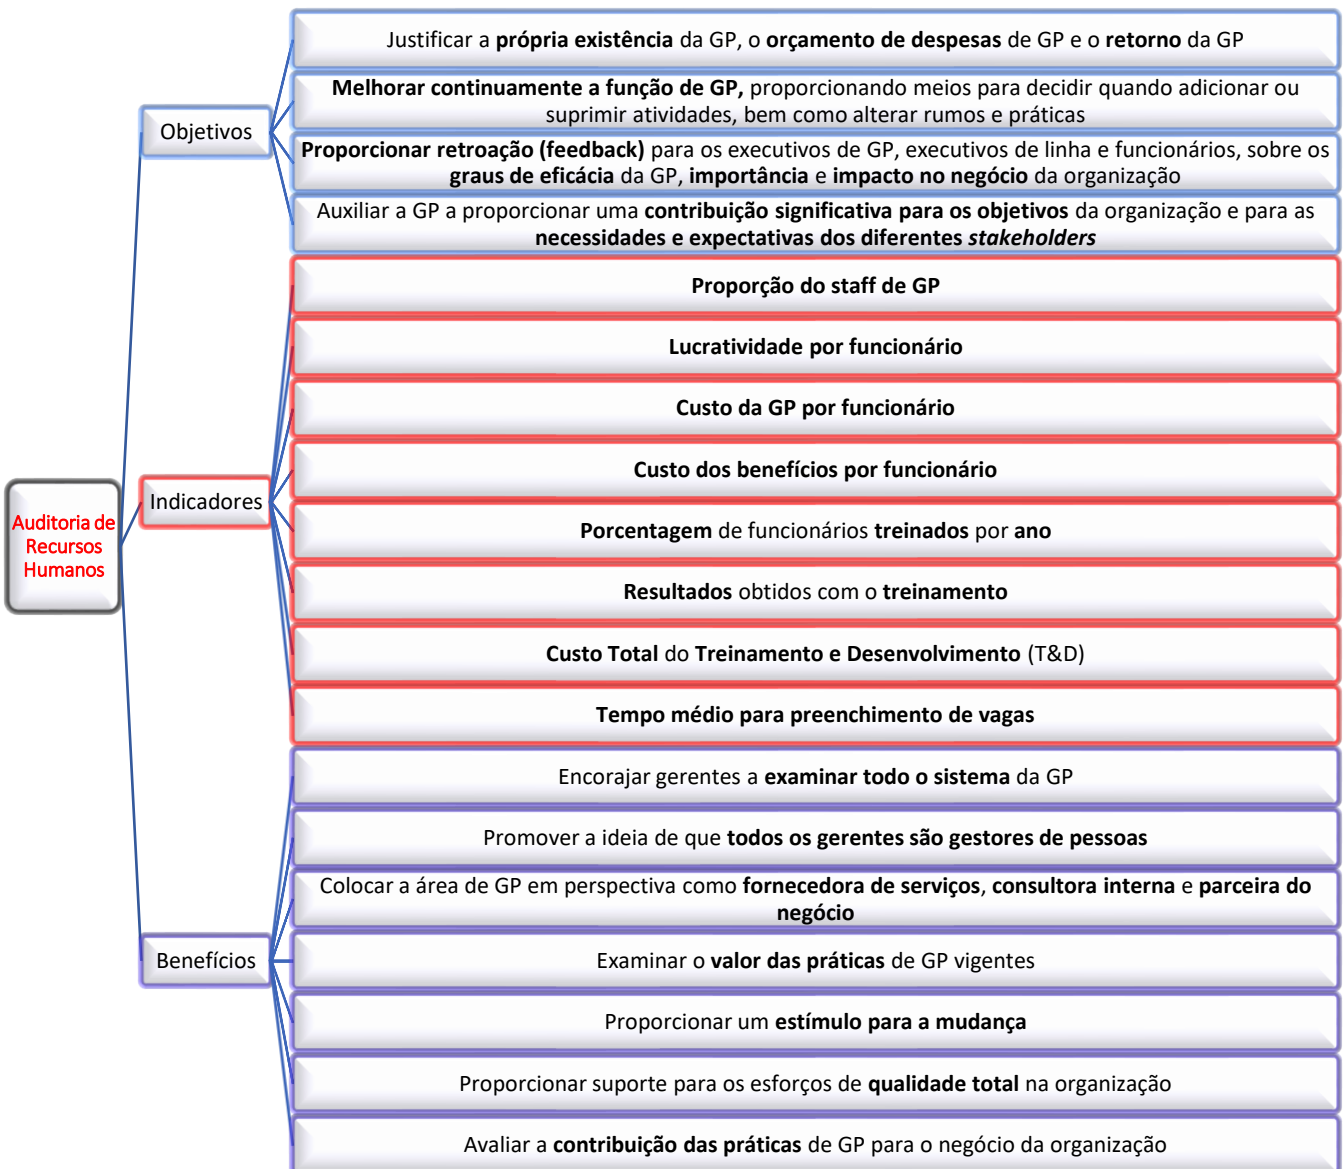 Auditoria de
Recursos
Humanos
Objetivos
Justificar a própria existência da GP, o orçamento de despesas de GP e o retorno da GP
Melhorar continuamente a função de GP, proporcionando meios para decidir quando adicionar ou
suprimir atividades, bem como alterar rumos e práticas
Proporcionar retroação (feedback) para os executivos de GP, executivos de linha e funcionários, sobre os
graus de eficácia da GP, importância e impacto no negócio da organização
Auxiliar a GP a proporcionar uma contribuição significativa para os objetivos da organização e para as
necessidades e expectativas dos diferentes stakeholders
Indicadores
Proporção do staff de GP
Lucratividade por funcionário
Custo da GP por funcionário
Custo dos benefícios por funcionário
Porcentagem de funcionários treinados por ano
Resultados obtidos com o treinamento
Custo Total do Treinamento e Desenvolvimento (T&D)
Tempo médio para preenchimento de vagas
Benefícios
Encorajar gerentes a examinar todo o sistema da GP
Promover a ideia de que todos os gerentes são gestores de pessoas
Colocar a área de GP em perspectiva como fornecedora de serviços, consultora interna e parceira do
negócio
Examinar o valor das práticas de GP vigentes
Proporcionar um estímulo para a mudança
Proporcionar suporte para os esforços de qualidade total na organização
Avaliar a contribuição das práticas de GP para o negócio da organização